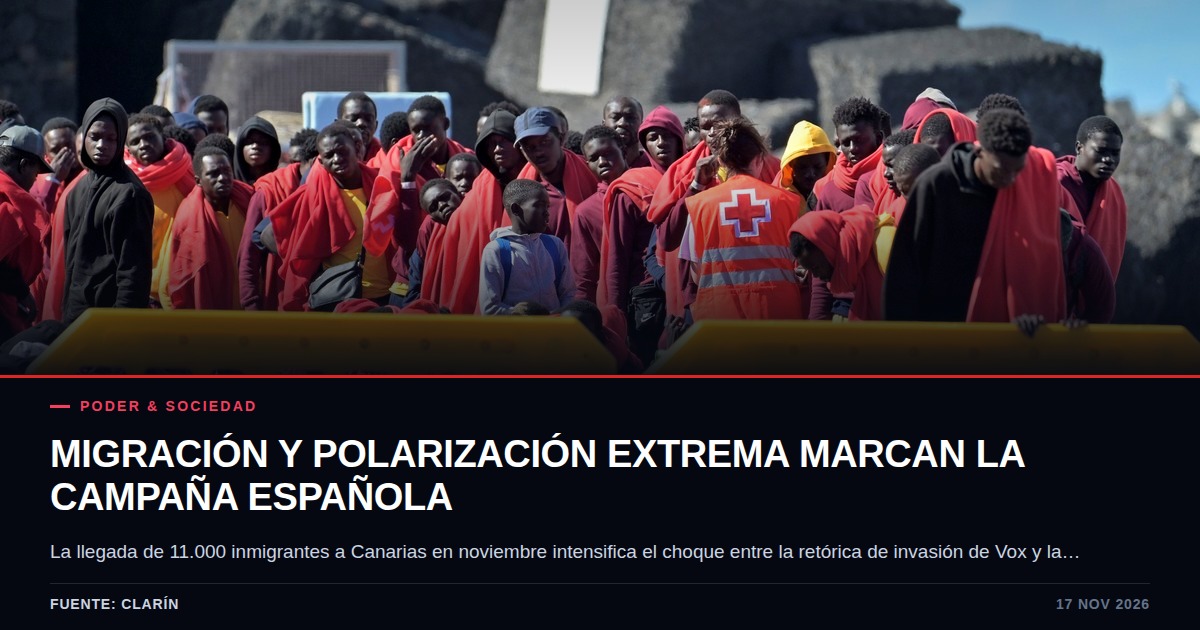 PODER & SOCIEDAD
MIGRACIÓN Y POLARIZACIÓN EXTREMA MARCAN LA
CAMPAÑA ESPAÑOLA
La llegada de 11.000 inmigrantes a Canarias en noviembre intensifica el choque entre la retórica de invasión de Vox y la…
FUENTE: CLARÍN
17 NOV 2026